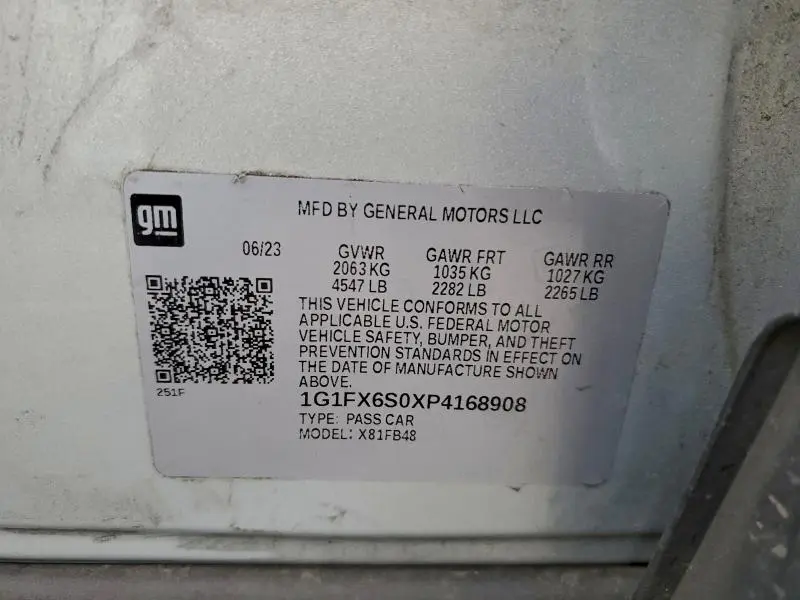 gm
MFD BY GENERAL MOTORS LLC
06/23 GVWR GAWR FRT GAWR RR
2063 KG 1035 KG 1027 KG
4547 LB 2282 LB 2265 LB
THIS VEHICLE CONFORMS TO ALL
APPLICABLE U.S. FEDERAL MOTOR
VEHICLE SAFETY, BUMPER, AND THEFT
PREVENTION STANDARDS IN EFFECT ON
THE DATE OF MANUFACTURE SHOWN
ABOVE.
251F
1G1FX6S0XP4168908
TYPE: PASS CAR
MODEL: X81FB48